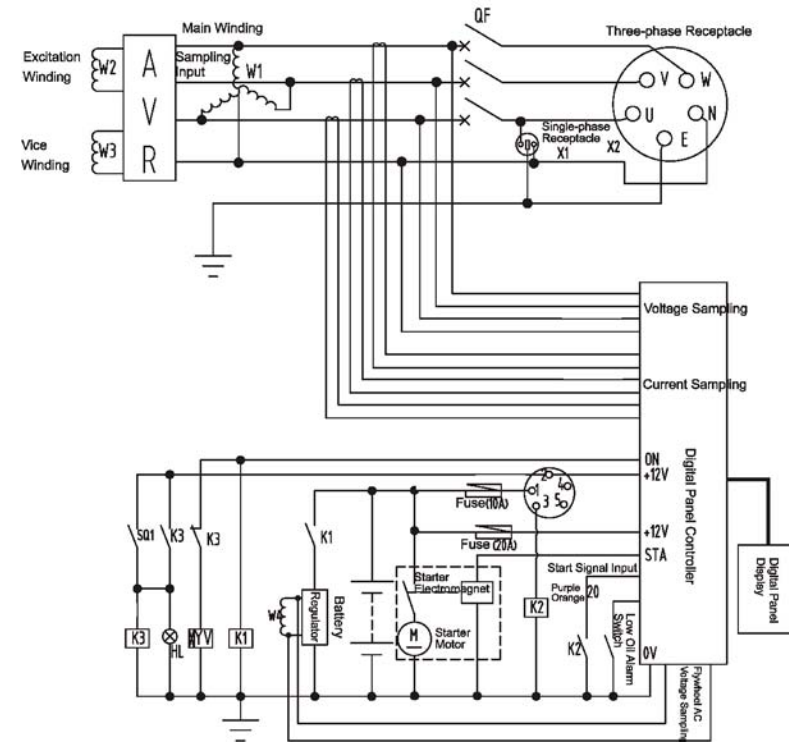 QF
Main Winding
Three-phase Receptacle
Excitation
Winding
W2
A
Sampling
Input
W1
V
W
V
U
N
Single-phase
Receptacle
X1
X2
E
Vice
Winding
W3
R
Voltage Sampling
Current Sampling
ON
+12V
2
1
4
3
5
Fuse(10A)
Digital Panel Controller
SQ1
K3
K3
K1
+12V
Fuse (20A)
STA
Digital Panel
Display
Start Signal Input
Starter
Electromagnet
Purple
Orange
20
W4
Regulator
Battery
K2
K3
HL
MYV
K1
M
Starter
Motor
K2
Low Oil Alarm
Switch
0V
Flywheel AC
Voltage Sampling